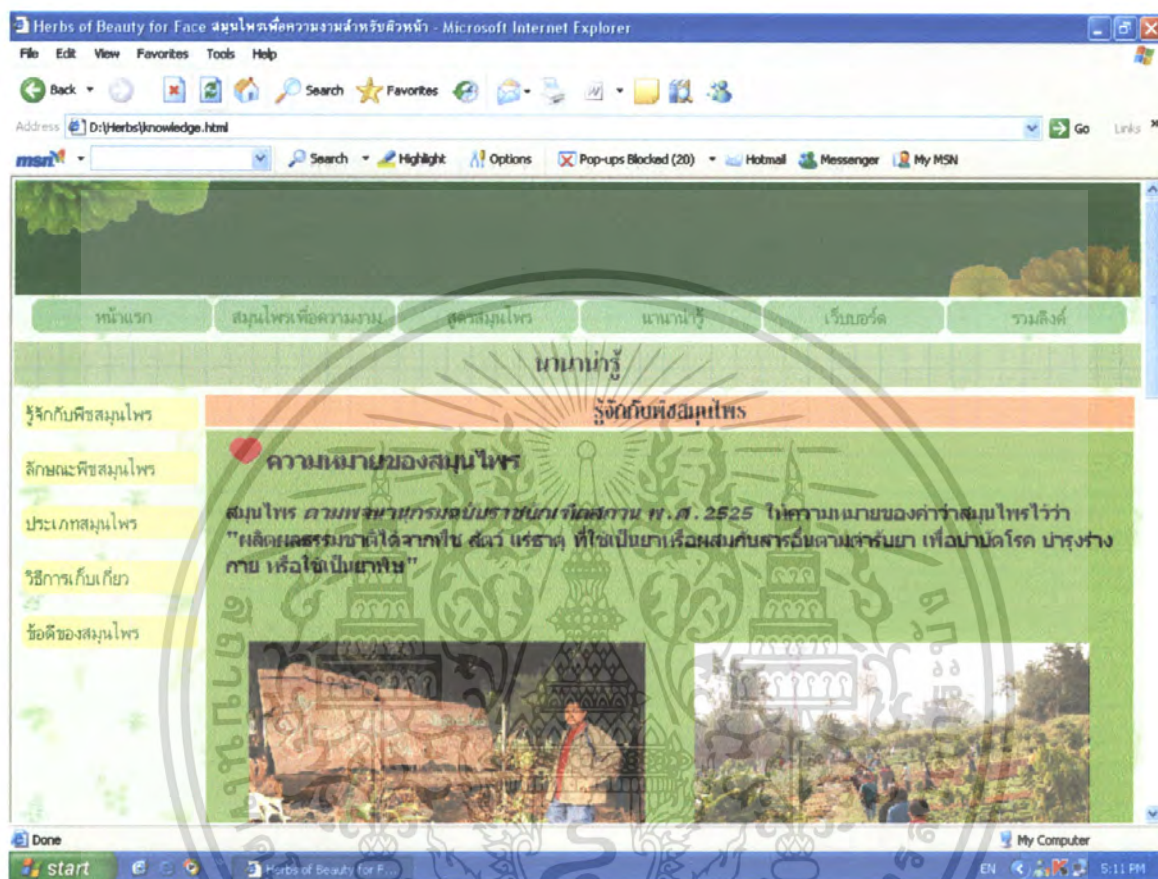 Herbs of Beauty for Face สมุนไพรเพื่อความงามสำหรับผิวหน้า - Microsoft Internet Explorer
File Edit View Favorites Tools Help
Back Search Favorites
Address D:\Herbs\knowledge.html Go Links
msn Search Highlight Options Pop-ups Blocked (20) Hotmail Messenger My MSN
หน้าแรก สมุนไพรเพื่อความงาม สูตรสมุนไพร นานาน่ารู้ เว็บบอร์ด รวมลิงค์
นานาน่ารู้
รู้จักกับพืชสมุนไพร
ลักษณะพืชสมุนไพร
ประเภทสมุนไพร
วิธีการเก็บเกี่ยว
ข้อดีของสมุนไพร
รู้จักกับพืชสมุนไพร
ความหมายของสมุนไพร
สมุนไพร ตามพจนานุกรมฉบับราชบัณฑิตสถาน พ.ศ.2525 ให้ความหมายของคำว่าสมุนไพรไว้ว่า
"ผลิตผลธรรมชาติได้จากพืช สัตว์ แร่ธาตุ ที่ใช้เป็นยาหรือผสมกับสารอื่นตามตำรับยา เพื่อบำบัดโรค บำรุงร่าง
กาย หรือใช้เป็นยาพิษ"
Done My Computer
start Herbs of Beauty for F... EN 5:11 PM